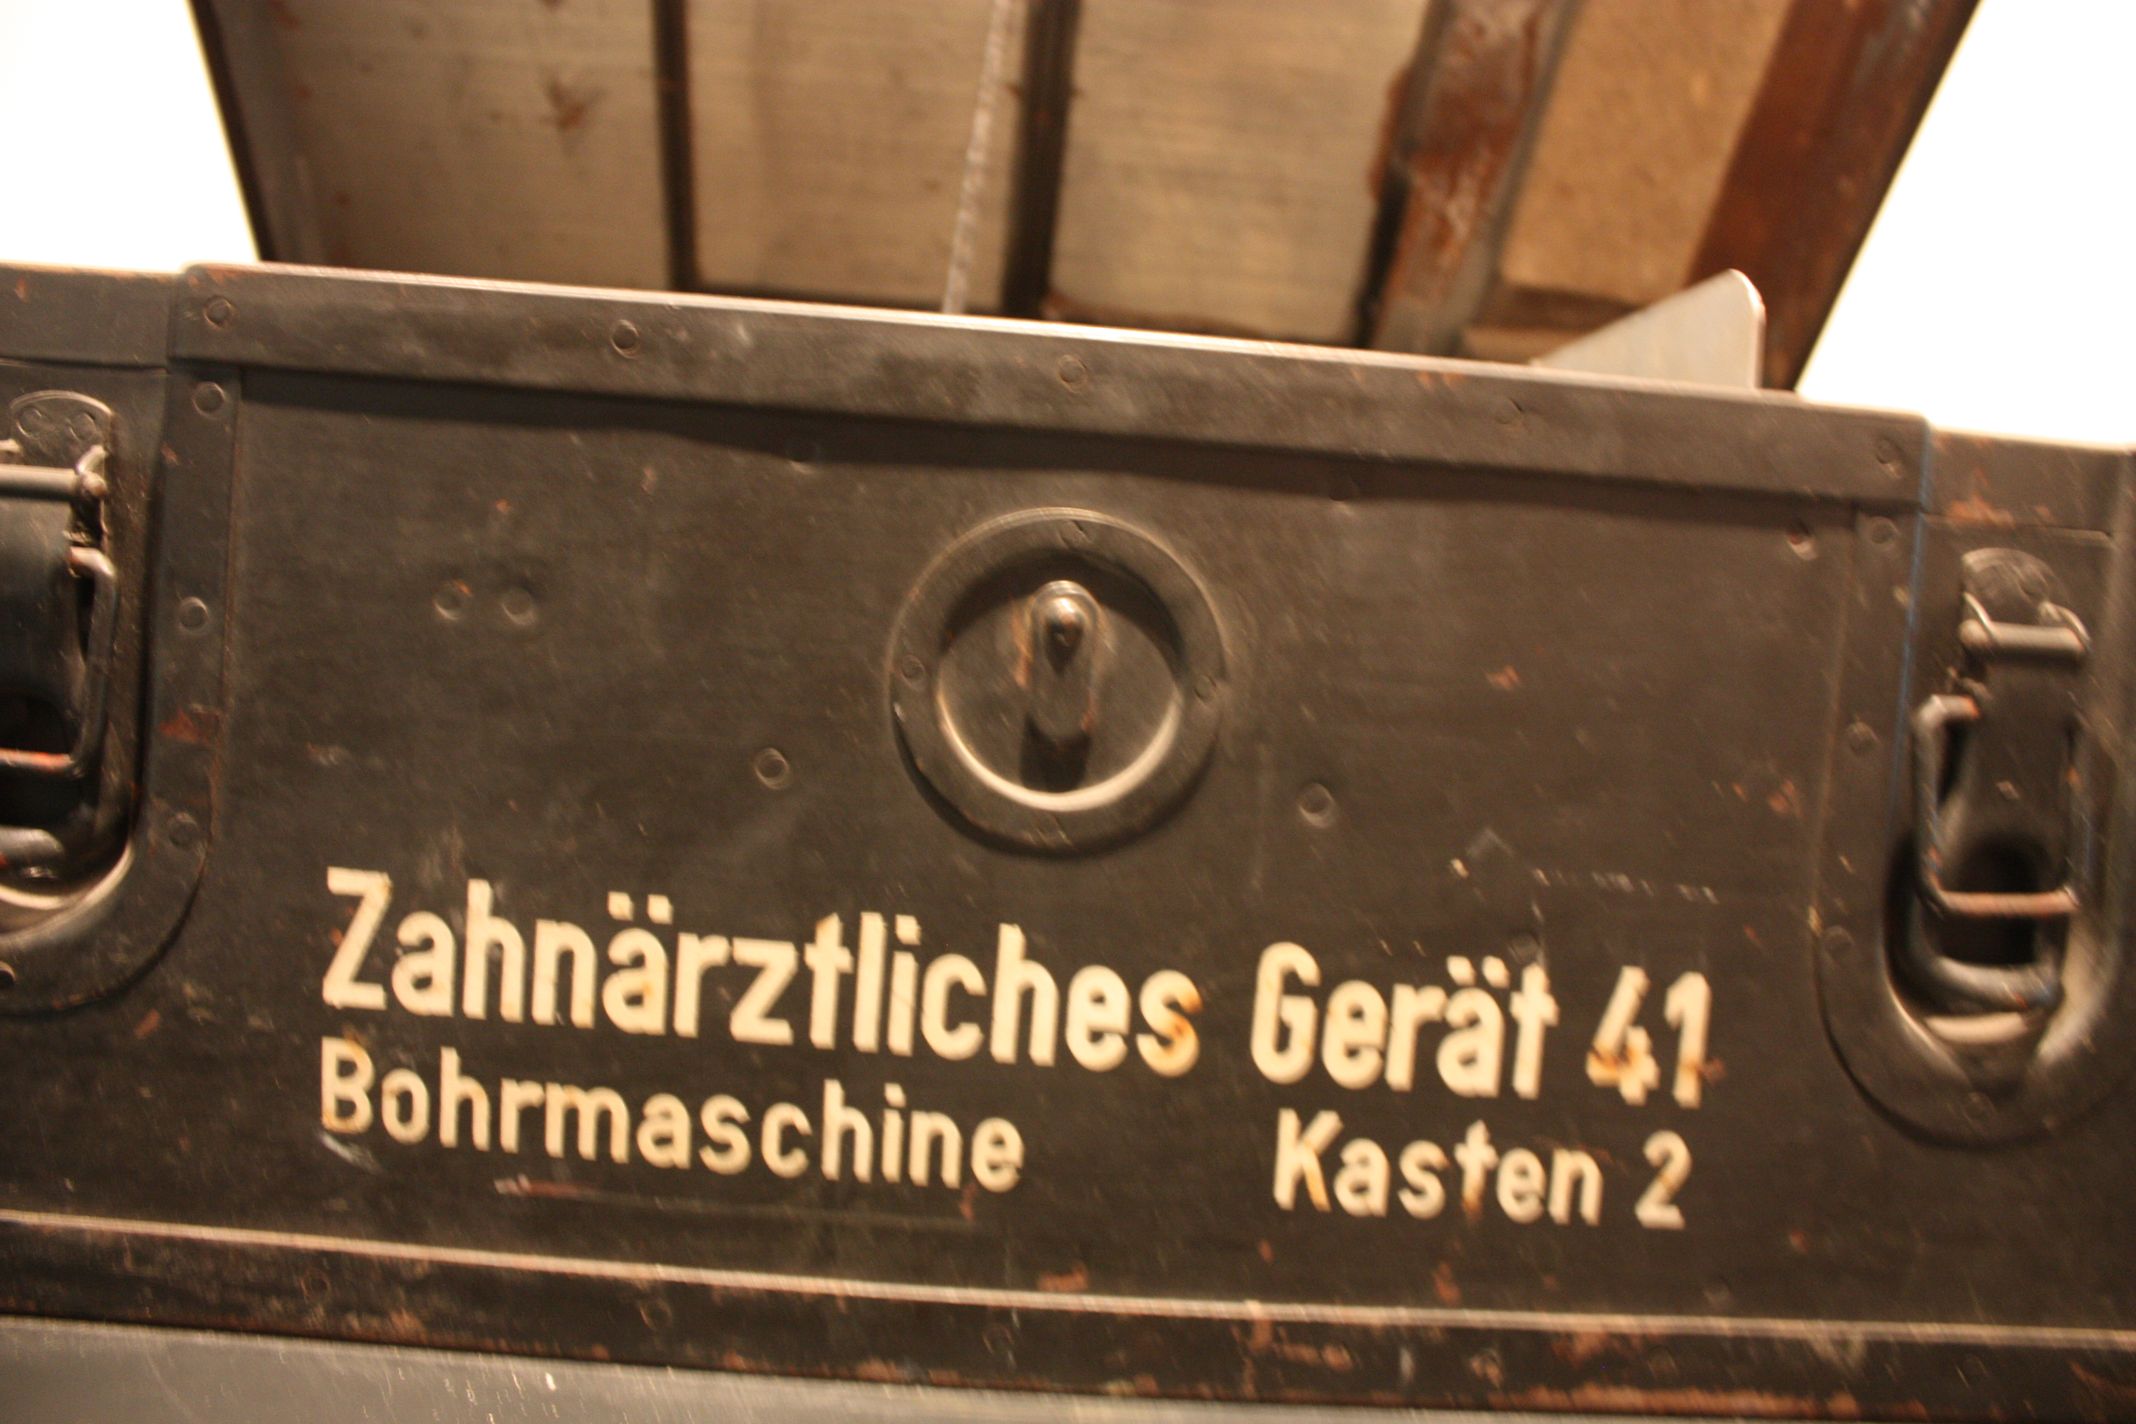 Zahnärztliches Gerät 41
Bohrmaschine Kasten 2